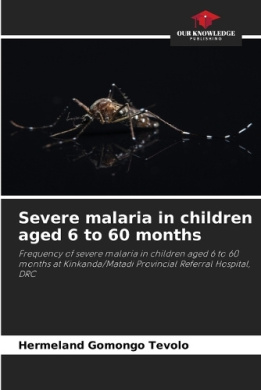 OUR KNOWLEDGE
PUBLISHING
Severe malaria in children
aged 6 to 60 months
Frequency of severe malaria in children aged 6 to 60
months at Kinkanda/Matadi Provincial Referral Hospital,
DRC
Hermeland Gomongo Tevolo